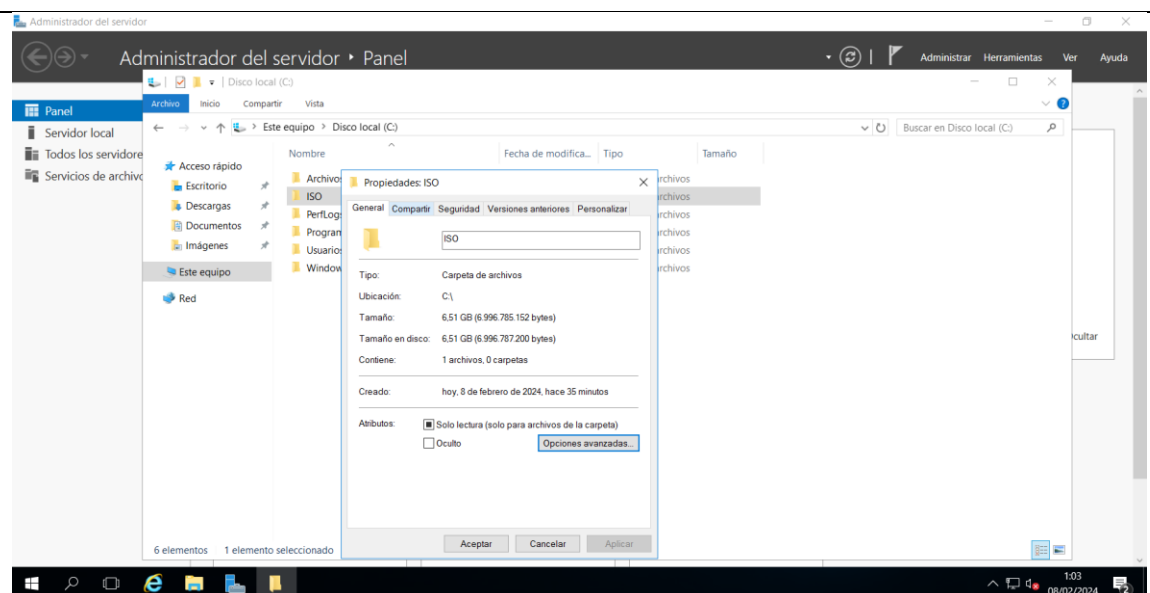 Administrador del servidor
Administrador del servidor ‣ Panel
Administrar Herramientas Ver Ayuda
Disco local (C:)
Archivo Inicio Compartir Vista
Panel
Servidor local
Todos los servidore
Servicios de archivo
Este equipo > Disco local (C:)
Buscar en Disco local (C:)
Acceso rápido
Escritorio
Descargas
Documentos
Imágenes
Este equipo
Red
Nombre Fecha de modifica... Tipo Tamaño
Archivo rchivos
ISO rchivos
PerfLog rchivos
Program rchivos
Usuario rchivos
Window rchivos
Propiedades: ISO
General Compartir Seguridad Versiones anteriores Personalizar
ISO
Tipo: Carpeta de archivos
Ubicación: C:\
Tamaño: 6,51 GB (6.996.785.152 bytes)
Tamaño en disco: 6,51 GB (6.996.787.200 bytes)
Contiene: 1 archivos, 0 carpetas
Creado: hoy, 8 de febrero de 2024, hace 35 minutos
Atributos: Solo lectura (solo para archivos de la carpeta)
Oculto Opciones avanzadas...
Aceptar Cancelar Aplicar
cultar
6 elementos 1 elemento seleccionado
1:03
08/02/2024
2